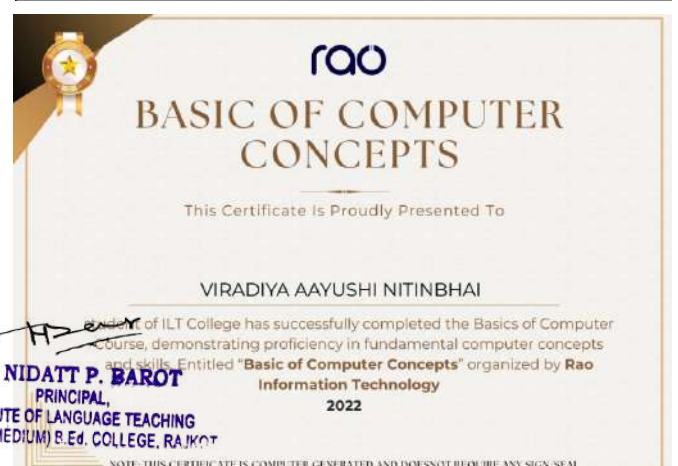 rao
BASIC OF COMPUTER
CONCEPTS
This Certificate Is Proudly Presented To
VIRADIYA AAYUSHI NITINBHAI
student of ILT College has successfully completed the Basics of Computer
Course, demonstrating proficiency in fundamental computer concepts
and skills. Entitled "Basic of Computer Concepts" organized by Rao
Information Technology
2022
NIDATT P. BAROT
PRINCIPAL,
UTE OF LANGUAGE TEACHING
MEDIUM) B.Ed. COLLEGE, RAJKOT
NOTE: THIS CERTIFICATE IS COMPUTER GENERATED AND DOESNOT REQUIRE ANY SIGN/SEAL